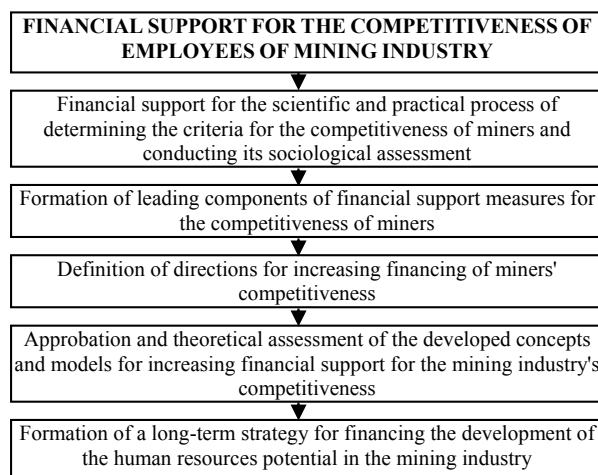 FINANCIAL SUPPORT FOR THE COMPETITIVENESS OF
EMPLOYEES OF MINING INDUSTRY
Financial support for the scientific and practical process of
determining the criteria for the competitiveness of miners and
conducting its sociological assessment
Formation of leading components of financial support measures for
the competitiveness of miners
Definition of directions for increasing financing of miners'
competitiveness
Approbation and theoretical assessment of the developed concepts
and models for increasing financial support for the mining industry's
competitiveness
Formation of a long-term strategy for financing the development of
the human resources potential in the mining industry